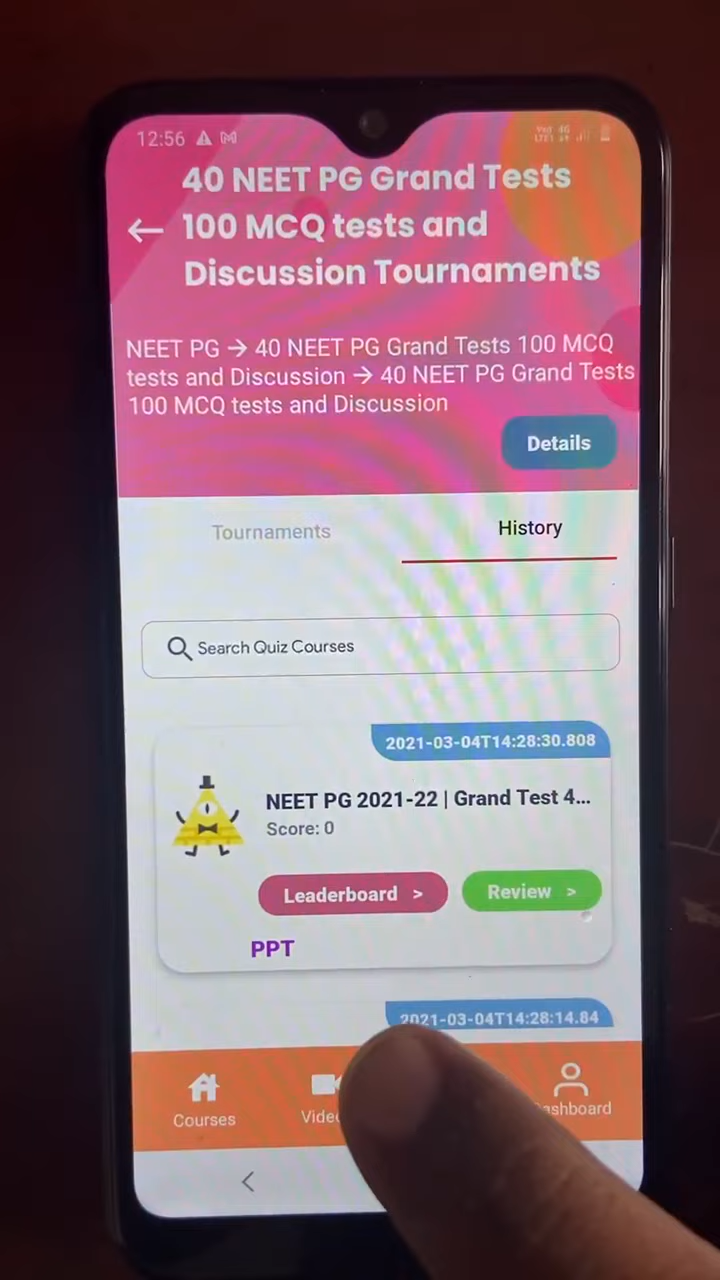 12:56
40 NEET PG Grand Tests
100 MCQ tests and
Discussion Tournaments
NEET PG → 40 NEET PG Grand Tests 100 MCQ
tests and Discussion → 40 NEET PG Grand Tests
100 MCQ tests and Discussion
Details
Tournaments History
Search Quiz Courses
2021-03-04T14:28:30.808
NEET PG 2021-22 | Grand Test 4...
Score: 0
Leaderboard > Review >
PPT
2021-03-04T14:28:14.84
Courses